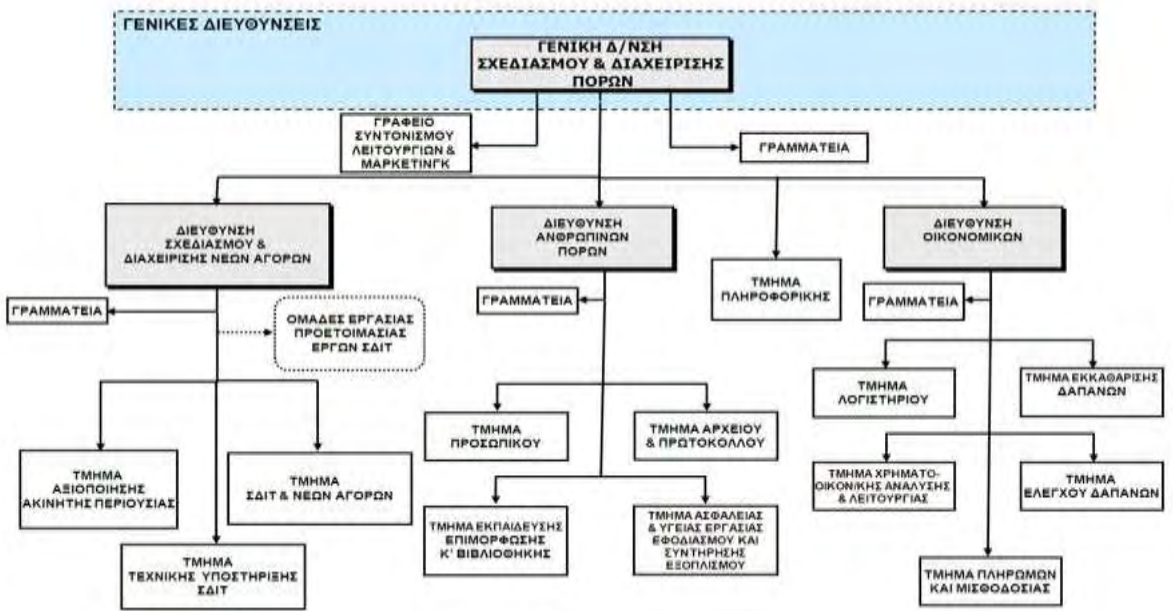 ΓΕΝΙΚΕΣ ΔΙΕΥΘΥΝΣΕΙΣ
ΓΕΝΙΚΗ Δ/ΝΣΗ
ΣΧΕΔΙΑΣΜΟΥ & ΔΙΑΧΕΙΡΙΣΗΣ
ΠΟΡΩΝ
ΓΡΑΦΕΙΟ
ΣΥΝΤΟΝΙΣΜΟΥ
ΛΕΙΤΟΥΡΓΙΩΝ &
ΜΑΡΚΕΤΙΝΓΚ
ΓΡΑΜΜΑΤΕΙΑ
ΔΙΕΥΘΥΝΣΗ
ΣΧΕΔΙΑΣΜΟΥ &
ΔΙΑΧΕΙΡΙΣΗΣ ΝΕΩΝ ΑΓΟΡΩΝ
ΔΙΕΥΘΥΝΣΗ
ΑΝΘΡΩΠΙΝΩΝ
ΠΟΡΩΝ
ΤΜΗΜΑ
ΠΛΗΡΟΦΟΡΙΚΗΣ
ΔΙΕΥΘΥΝΣΗ
ΟΙΚΟΝΟΜΙΚΩΝ
ΓΡΑΜΜΑΤΕΙΑ
ΟΜΑΔΕΣ ΕΡΓΑΣΙΑΣ
ΠΡΟΕΤΟΙΜΑΣΙΑΣ
ΕΡΓΩΝ ΣΔΙΤ
ΓΡΑΜΜΑΤΕΙΑ
ΓΡΑΜΜΑΤΕΙΑ
ΤΜΗΜΑ
ΑΞΙΟΠΟΙΗΣΗΣ
ΑΚΙΝΗΤΗΣ ΠΕΡΙΟΥΣΙΑΣ
ΤΜΗΜΑ
ΣΔΙΤ & ΝΕΩΝ ΑΓΟΡΩΝ
ΤΜΗΜΑ
ΤΕΧΝΙΚΗΣ ΥΠΟΣΤΗΡΙΞΗΣ
ΣΔΙΤ
ΤΜΗΜΑ
ΠΡΟΣΩΠΙΚΟΥ
ΤΜΗΜΑ ΑΡΧΕΙΟΥ
& ΠΡΩΤΟΚΟΛΛΟΥ
ΤΜΗΜΑ ΕΚΠΑΙΔΕΥΣΗΣ
ΕΠΙΜΟΡΦΩΣΗΣ
Κ' ΒΙΒΛΙΟΘΗΚΗΣ
ΤΜΗΜΑ ΑΣΦΑΛΕΙΑΣ
& ΥΓΕΙΑΣ ΕΡΓΑΣΙΑΣ
ΕΦΟΔΙΑΣΜΟΥ ΚΑΙ
ΣΥΝΤΗΡΗΣΗΣ
ΕΞΟΠΛΙΣΜΟΥ
ΤΜΗΜΑ
ΛΟΓΙΣΤΗΡΙΟΥ
ΤΜΗΜΑ ΕΚΚΑΘΑΡΙΣΗΣ
ΔΑΠΑΝΩΝ
ΤΜΗΜΑ ΧΡΗΜΑΤΟ-
ΟΙΚΟΝ/ΚΗΣ ΑΝΑΛΥΣΗΣ
& ΛΕΙΤΟΥΡΓΙΑΣ
ΤΜΗΜΑ
ΕΛΕΓΧΟΥ ΔΑΠΑΝΩΝ
ΤΜΗΜΑ ΠΛΗΡΩΜΩΝ
ΚΑΙ ΜΙΣΘΟΔΟΣΙΑΣ